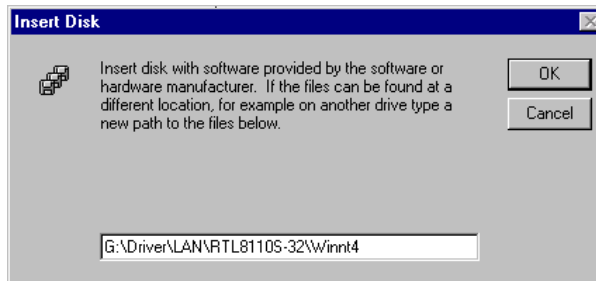 Insert Disk
Insert disk with software provided by the software or
hardware manufacturer. If the files can be found at a
different location, for example on another drive type a
new path to the files below.
OK
Cancel
G:\Driver\LAN\RTL8110S-32\Winnt4